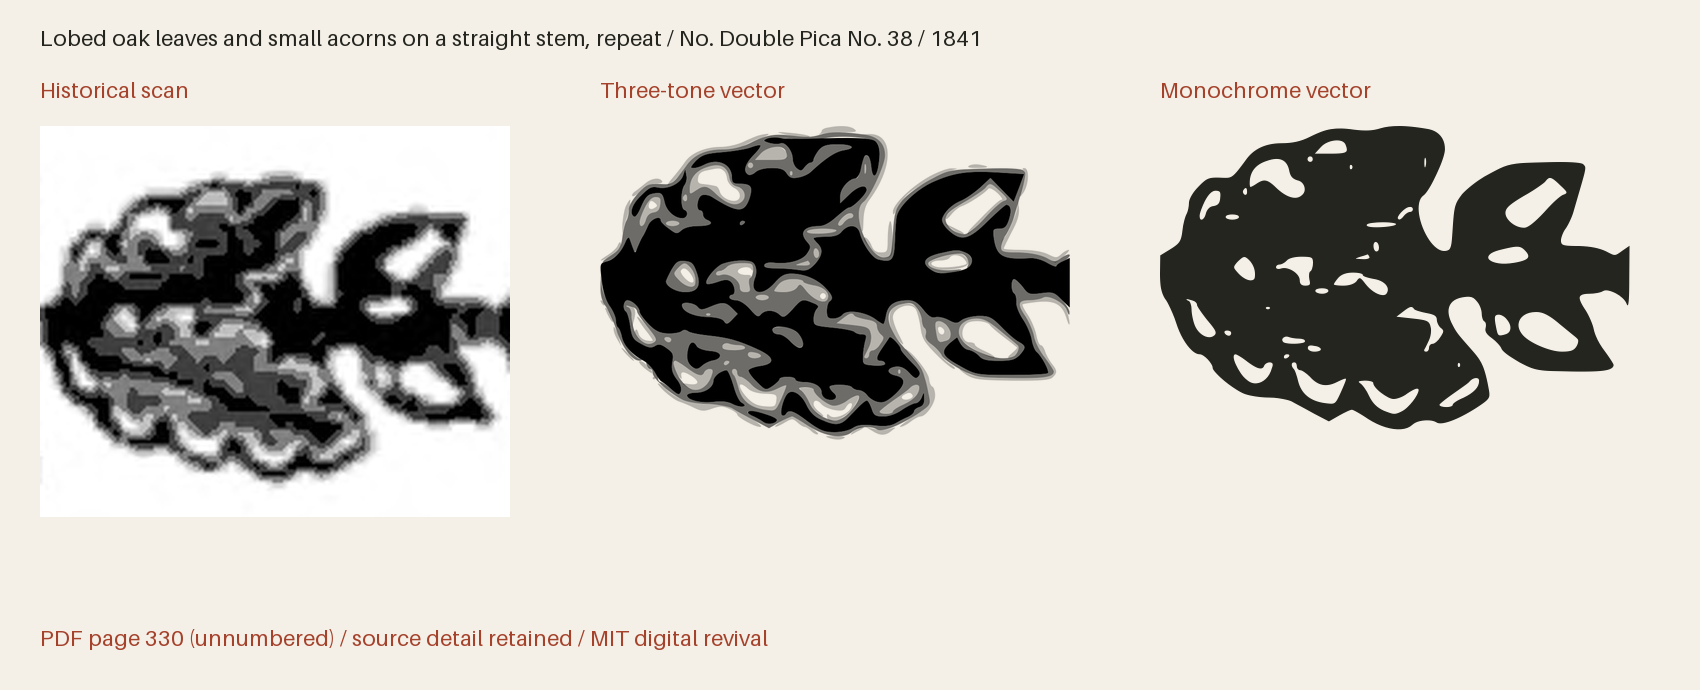 Lobed oak leaves and small acorns on a straight stem, repeat / No. Double Pica No. 38 / 1841
Historical scan
Three-tone vector
Monochrome vector
PDF page 330 (unnumbered) / source detail retained / MIT digital revival